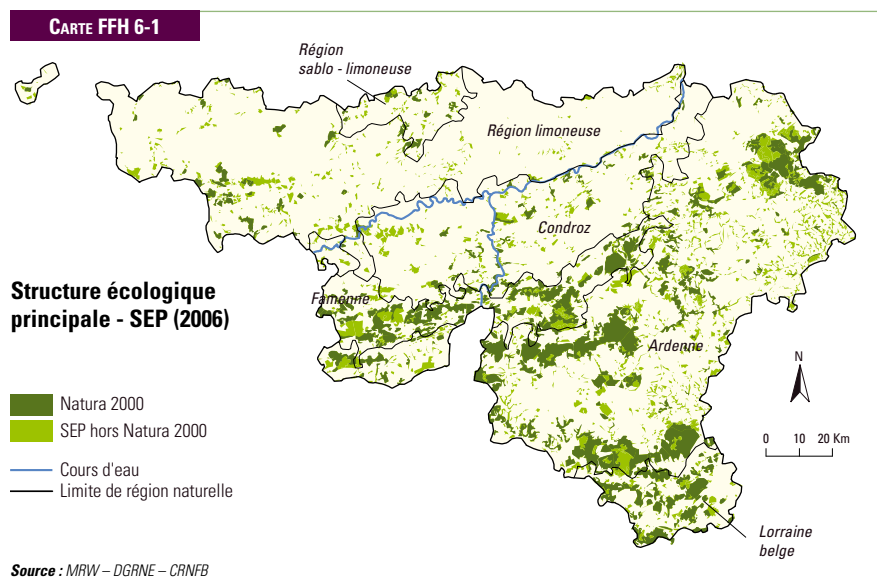 CARTE FFH 6-1
Région
sablo - limoneuse
Région limoneuse
Condroz
Structure écologique
principale - SEP (2006)
Famenne
Ardenne
Natura 2000
SEP hors Natura 2000
Cours d'eau
Limite de région naturelle
N
0 10 20 Km
Lorraine
belge
Source : MRW – DGRNE – CRNFB